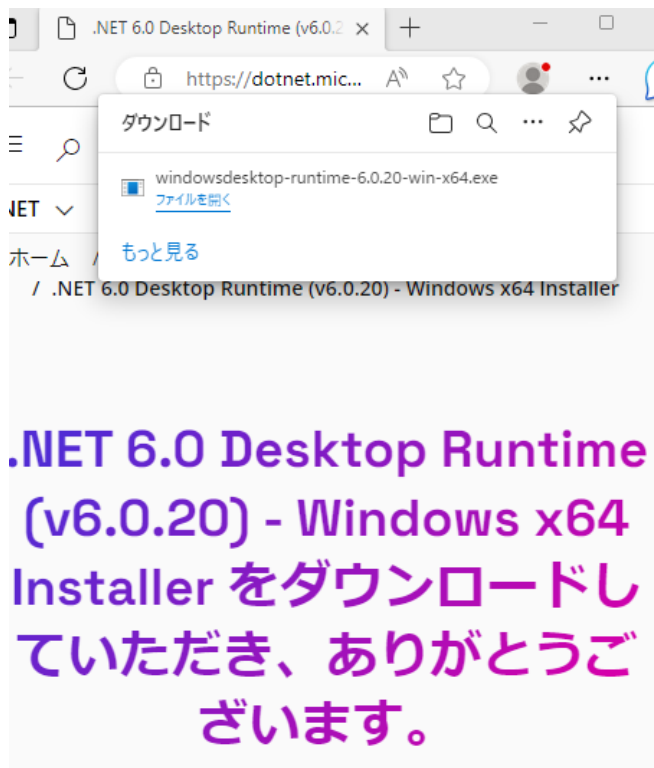 .NET 6.0 Desktop Runtime (v6.0.2
https://dotnet.mic...
ダウンロード
windowsdesktop-runtime-6.0.20-win-x64.exe
ファイルを開く
もっと見る
NET
ホーム /
/ .NET 6.0 Desktop Runtime (v6.0.20) - Windows x64 Installer
.NET 6.0 Desktop Runtime
(v6.0.20) - Windows x64
Installer をダウンロードし
ていただき、ありがとうご
ざいます。